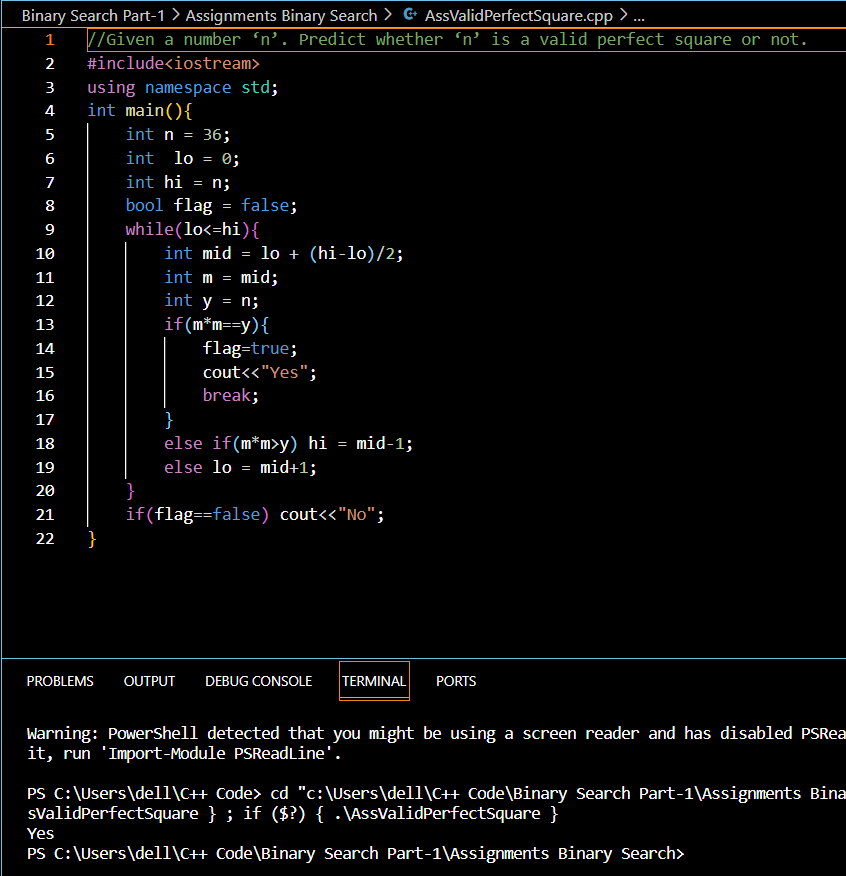 Binary Search Part-1 > Assignments Binary Search > C++ AssValidPerfectSquare.cpp > ...
1 //Given a number ‘n’. Predict whether ‘n’ is a valid perfect square or not.
2 #include<iostream>
3 using namespace std;
4 int main(){
5     int n = 36;
6     int  lo = 0;
7     int hi = n;
8     bool flag = false;
9     while(lo<=hi){
10         int mid = lo + (hi-lo)/2;
11         int m = mid;
12         int y = n;
13         if(m*m==y){
14             flag=true;
15             cout<<"Yes";
16             break;
17         }
18         else if(m*m>y) hi = mid-1;
19         else lo = mid+1;
20     }
21     if(flag==false) cout<<"No";
22 }
PROBLEMS OUTPUT DEBUG CONSOLE TERMINAL PORTS
Warning: PowerShell detected that you might be using a screen reader and has disabled PSRea
it, run 'Import-Module PSReadLine'.
PS C:\Users\dell\C++ Code> cd "c:\Users\dell\C++ Code\Binary Search Part-1\Assignments Bina
sValidPerfectSquare } ; if ($?) { .\AssValidPerfectSquare }
Yes
PS C:\Users\dell\C++ Code\Binary Search Part-1\Assignments Binary Search>